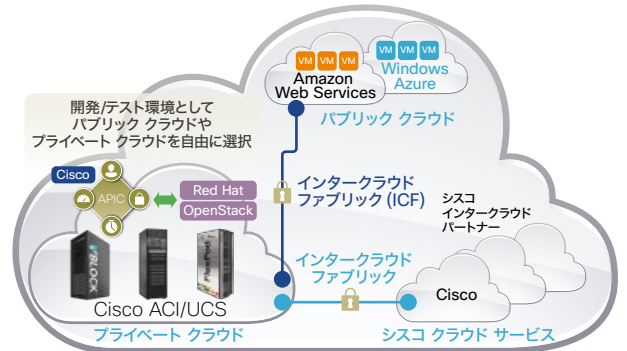 VM VM VM
Amazon
Web Services
VM VM VM
Windows
Azure
パブリック クラウド
開発/テスト環境として
パブリック クラウドや
プライベート クラウドを自由に選択
Cisco
APIC
Red Hat
OpenStack
インタークラウド
ファブリック (ICF)
シスコ
インタークラウド
パートナー
VBLOCK
FlexPod
Cisco ACI/UCS
プライベート クラウド
インタークラウド
ファブリック
Cisco
シスコ クラウド サービス